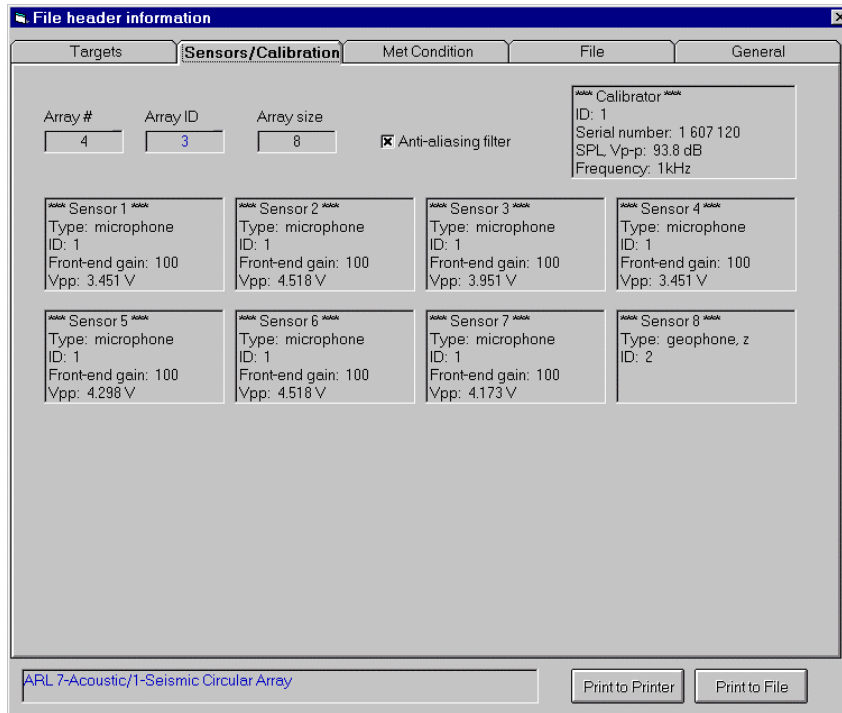 File header information
Targets
Sensors/Calibration
Met Condition
File
General
Array #
Array ID
Array size
4
3
8
Anti-aliasing filter
*** Calibrator ***
ID: 1
Serial number: 1 607 120
SPL, Vp-p: 93.8 dB
Frequency: 1kHz
*** Sensor 1 ***
Type: microphone
ID: 1
Front-end gain: 100
Vpp: 3.451 V
*** Sensor 2 ***
Type: microphone
ID: 1
Front-end gain: 100
Vpp: 4.518 V
*** Sensor 3 ***
Type: microphone
ID: 1
Front-end gain: 100
Vpp: 3.951 V
*** Sensor 4 ***
Type: microphone
ID: 1
Front-end gain: 100
Vpp: 3.451 V
*** Sensor 5 ***
Type: microphone
ID: 1
Front-end gain: 100
Vpp: 4.298 V
*** Sensor 6 ***
Type: microphone
ID: 1
Front-end gain: 100
Vpp: 4.518 V
*** Sensor 7 ***
Type: microphone
ID: 1
Front-end gain: 100
Vpp: 4.173 V
*** Sensor 8 ***
Type: geophone, z
ID: 2
ARL 7-Acoustic/1-Seismic Circular Array
Print to Printer
Print to File